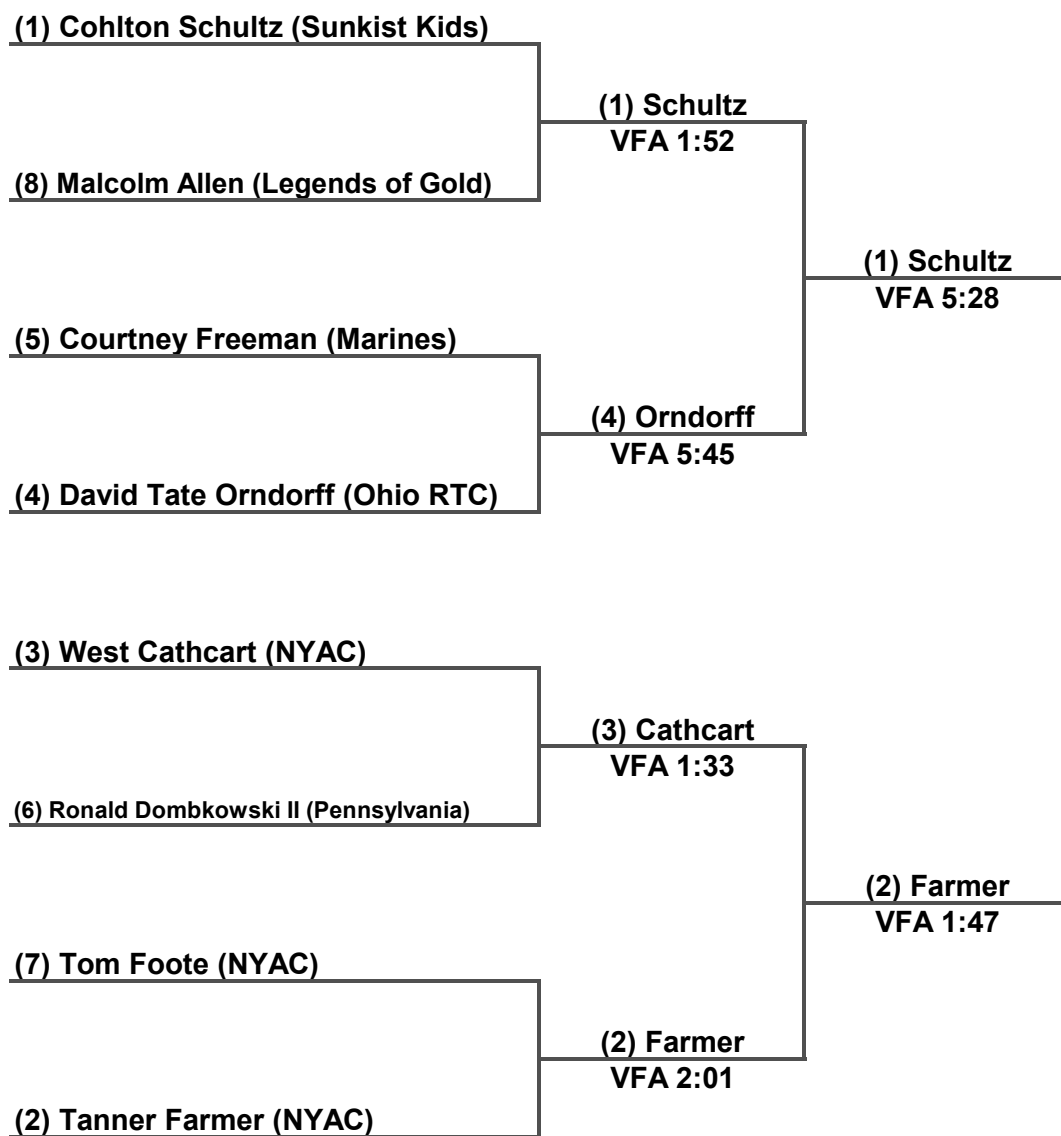 (1) Cohlton Schultz (Sunkist Kids)
(1) Schultz
VFA 1:52
(8) Malcolm Allen (Legends of Gold)
(1) Schultz
VFA 5:28
(5) Courtney Freeman (Marines)
(4) Orndorff
VFA 5:45
(4) David Tate Orndorff (Ohio RTC)
(3) West Cathcart (NYAC)
(3) Cathcart
VFA 1:33
(6) Ronald Dombkowski II (Pennsylvania)
(2) Farmer
VFA 1:47
(7) Tom Foote (NYAC)
(2) Farmer
VFA 2:01
(2) Tanner Farmer (NYAC)